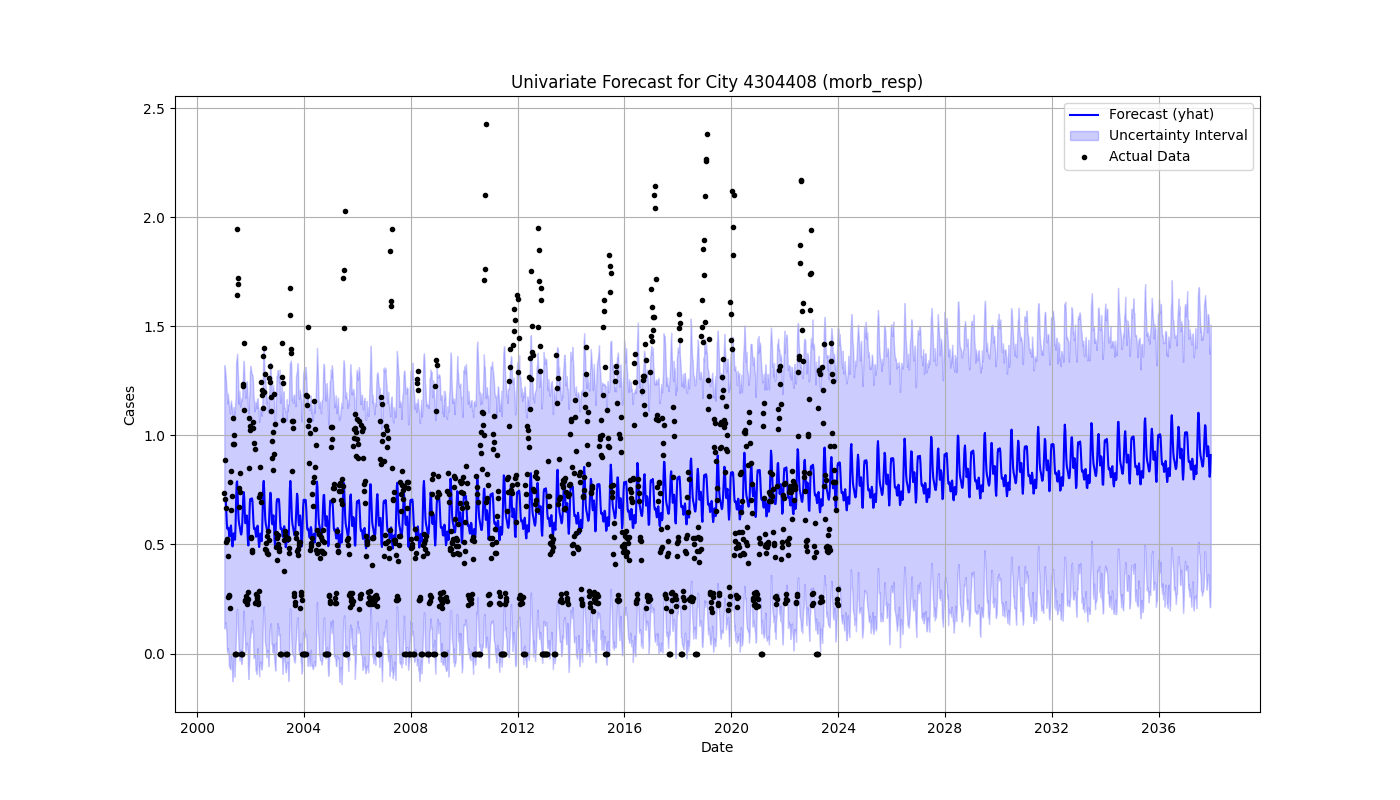 Univariate Forecast for City 4304408 (morb_resp)
Forecast (yhat)
Uncertainty Interval
Actual Data
Cases
2.5
2.0
1.5
1.0
0.5
0.0
2000 2004 2008 2012 2016 2020 2024 2028 2032 2036
Date